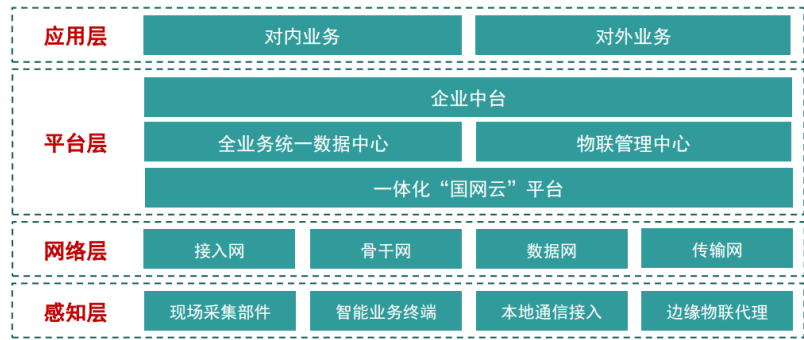 应用层
对内业务
对外业务
平台层
企业中台
全业务统一数据中心
物联管理中心
一体化“国网云”平台
网络层
接入网
骨干网
数据网
传输网
感知层
现场采集部件
智能业务终端
本地通信接入
边缘物联代理